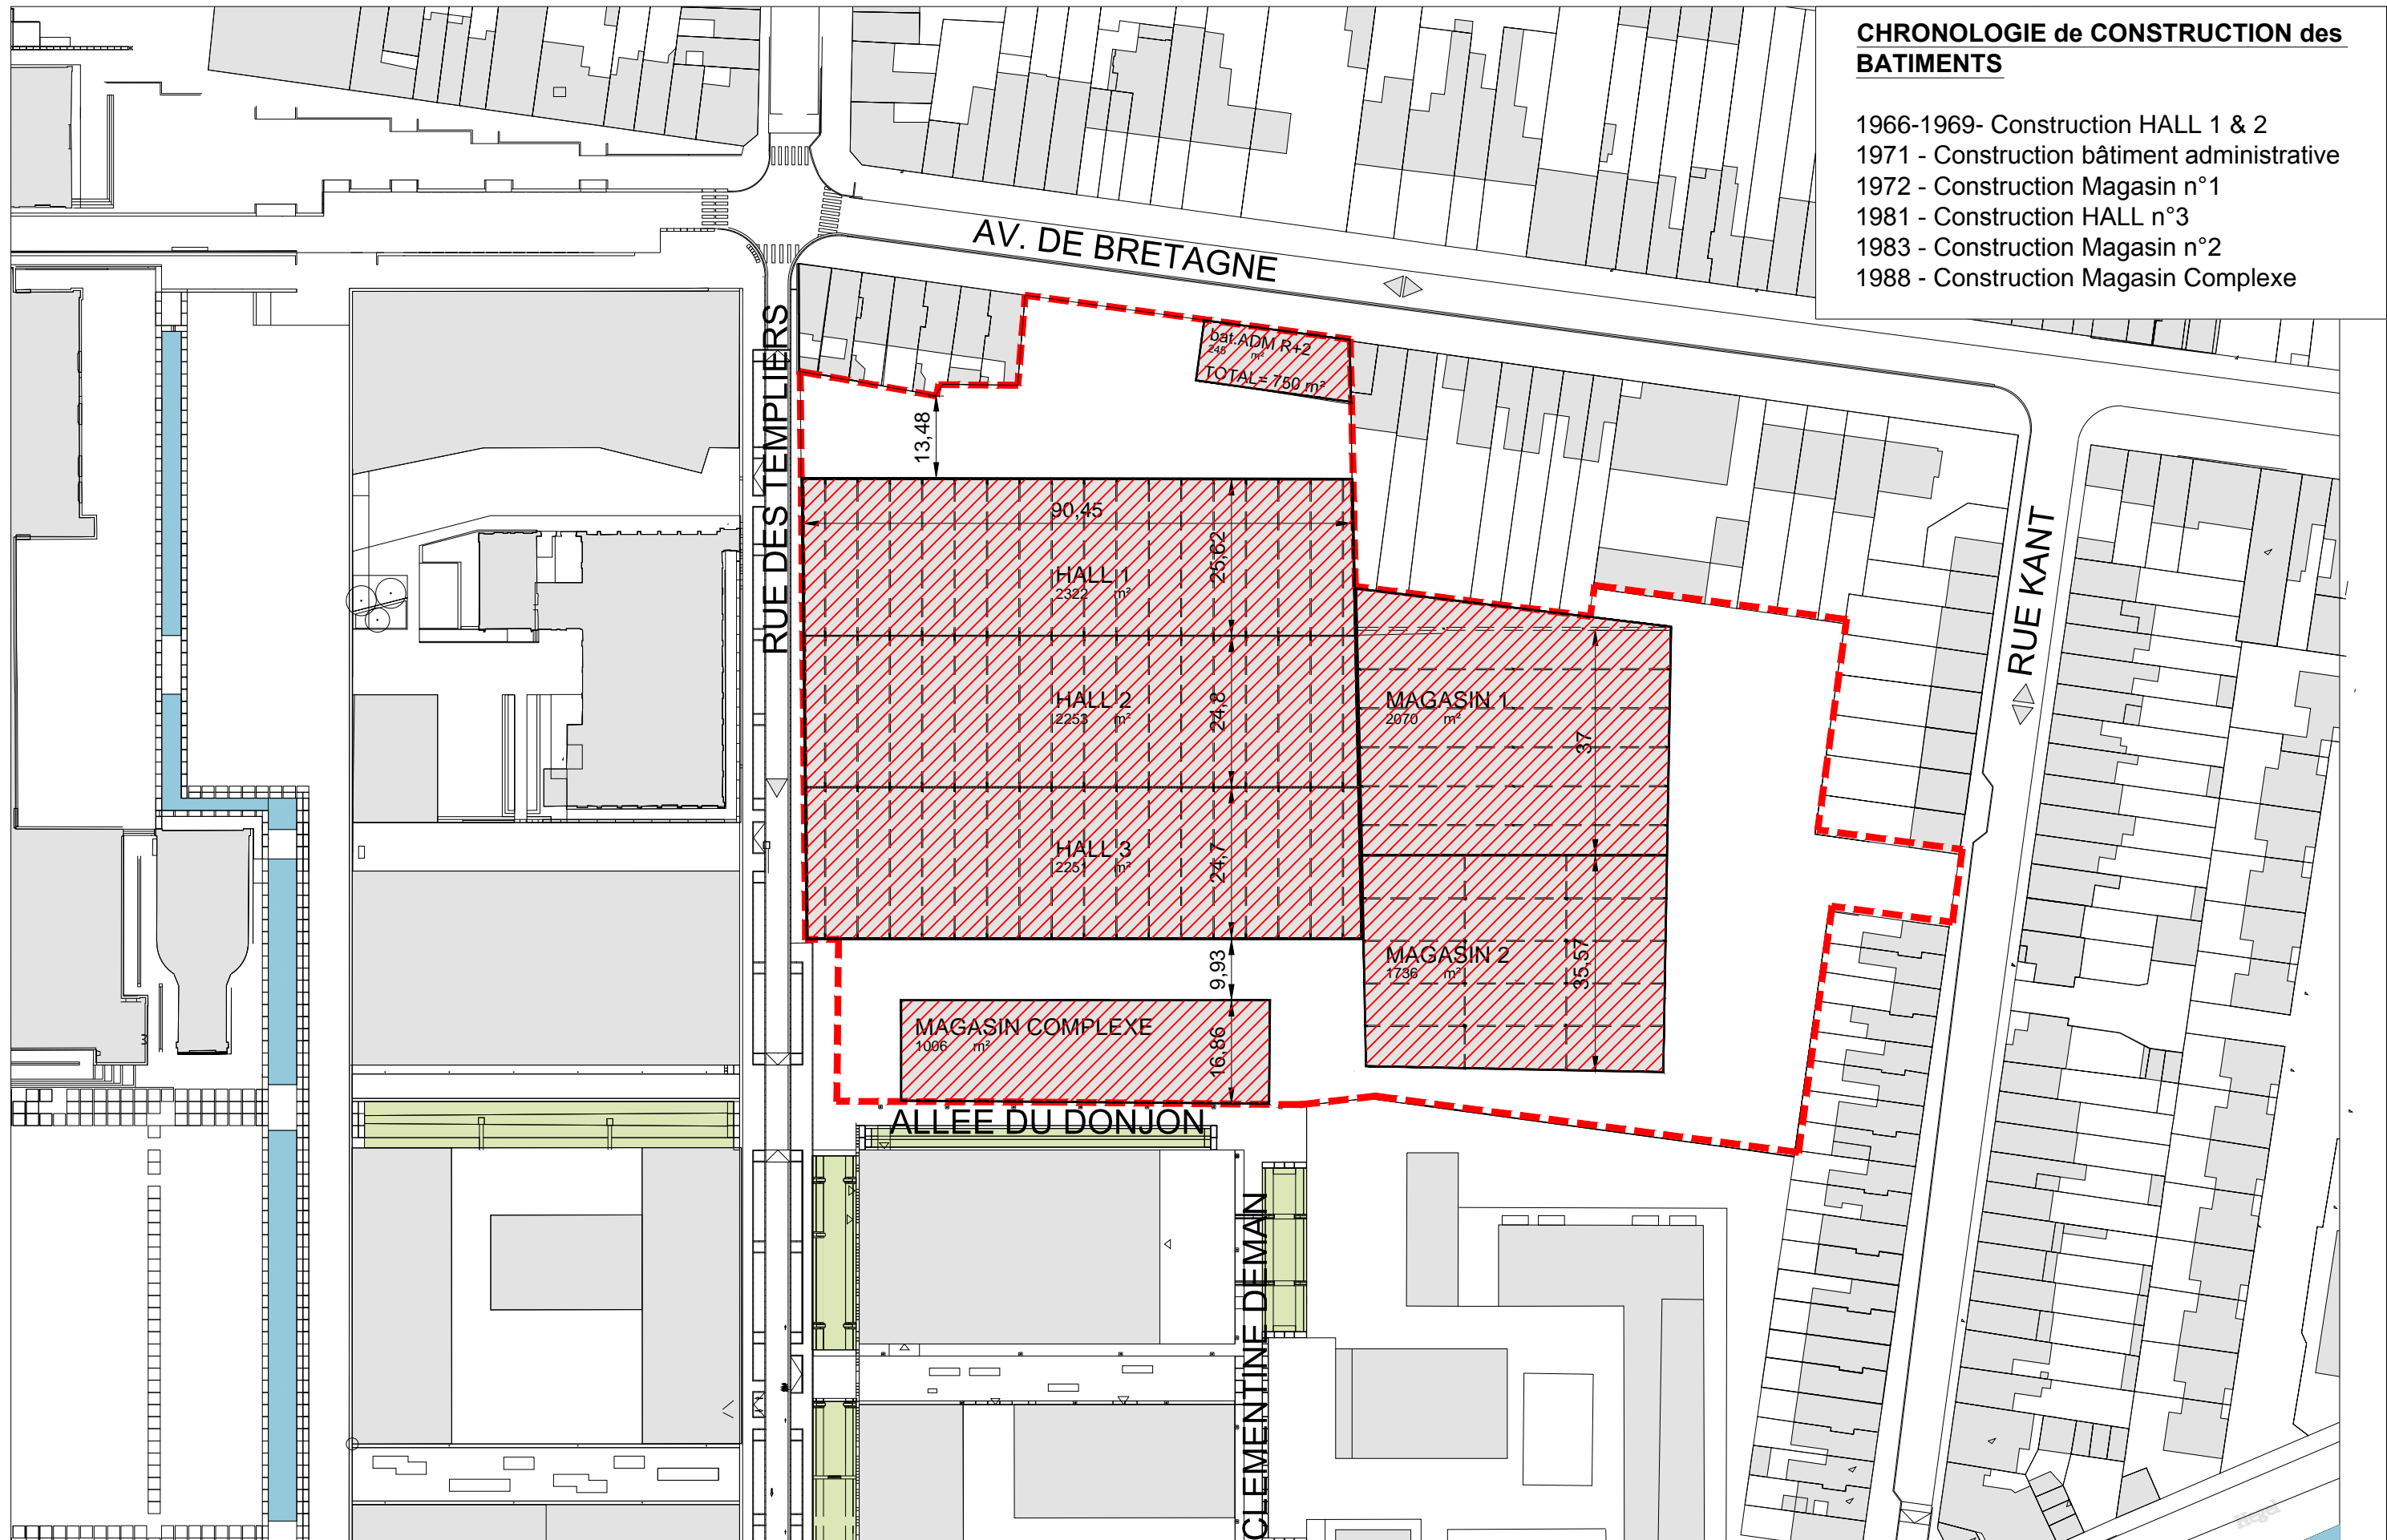 CHRONOLOGIE de CONSTRUCTION des
BATIMENTS
1966-1969- Construction HALL 1 & 2
1971 - Construction bâtiment administrative
1972 - Construction Magasin n°1
1981 - Construction HALL n°3
1983 - Construction Magasin n°2
1988 - Construction Magasin Complexe
AV. DE BRETAGNE
RUE DES TEMPLIERS
RUE KANT
bat.ADM R+2
245 m²
TOTAL= 750 m²
13,48
90,45
25,62
HALL 1
2322 m²
HALL 2
2253 m²
24,8
MAGASIN 1
2070 m²
37
HALL 3
2251 m²
24,7
MAGASIN 2
1736 m²
35,57
9,93
MAGASIN COMPLEXE
1006 m²
16,86
ALLEE DU DONJON
CLEMENTINE DEMAN
3
Hegel